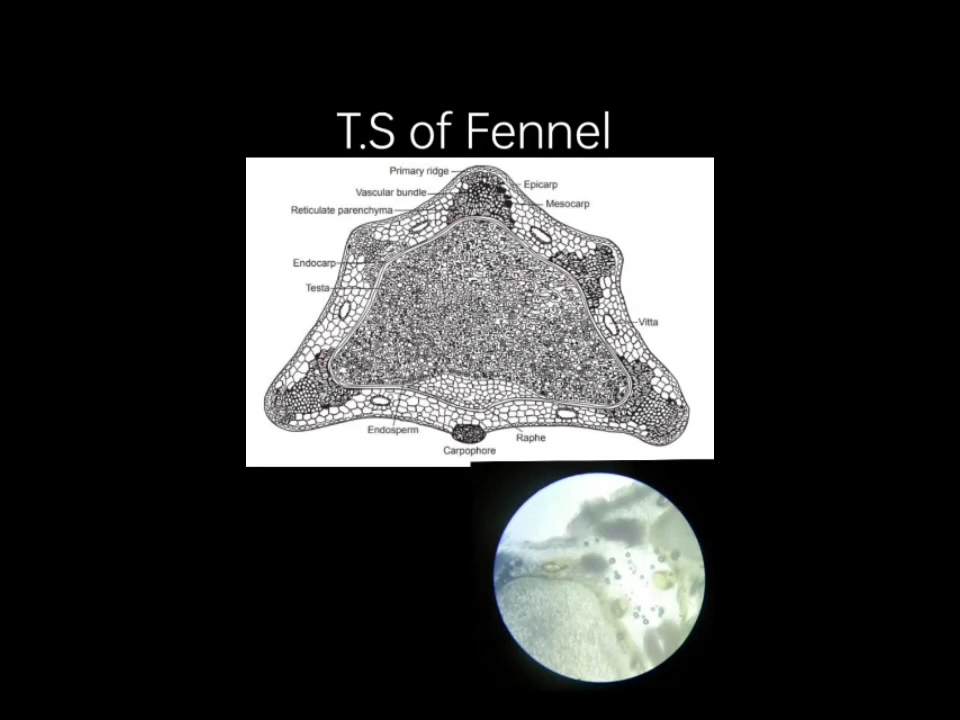 T.S of Fennel
Primary ridge
Epicarp
Vascular bundle
Mesocarp
Reticulate parenchyma
Endocarp
Testa
Vitta
Endosperm
Raphe
Carpophore